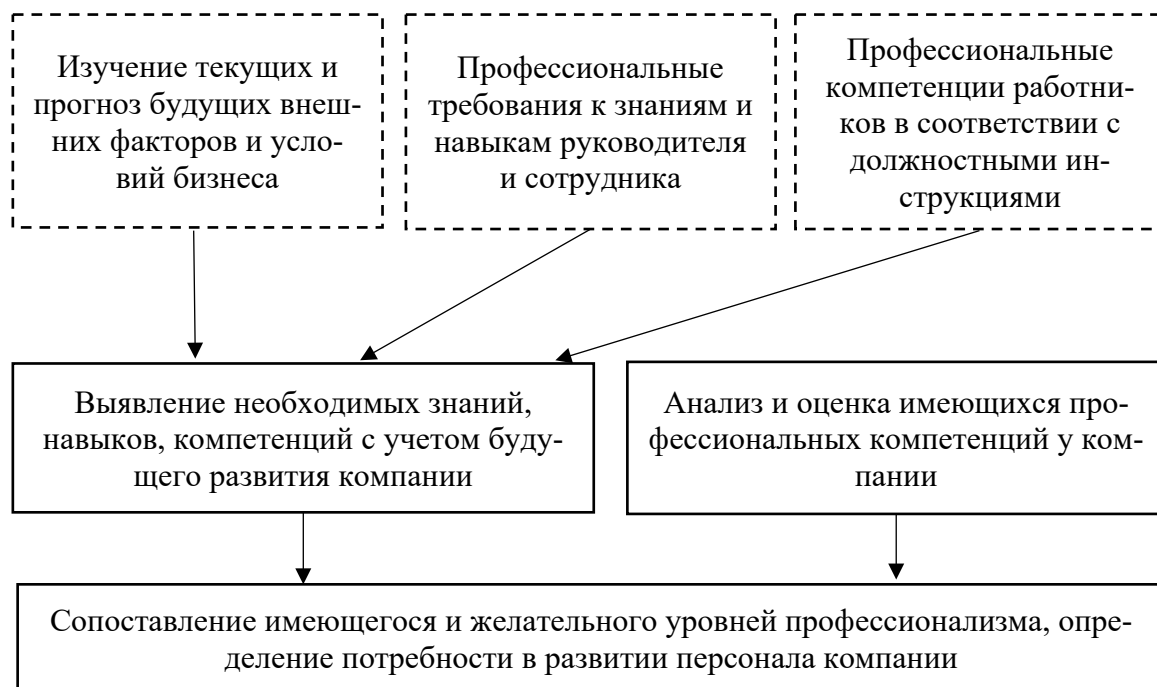 Изучение текущих и
прогноз будущих внеш-
них факторов и усло-
вий бизнеса
Профессиональные
требования к знаниям и
навыкам руководителя
и сотрудника
Профессиональные
компетенции работни-
ков в соответствии с
должностными ин-
струкциями
Выявление необходимых знаний,
навыков, компетенций с учетом буду-
щего развития компании
Анализ и оценка имеющихся про-
фессиональных компетенций у ком-
пании
Сопоставление имеющегося и желательного уровней профессионализма, опре-
деление потребности в развитии персонала компании